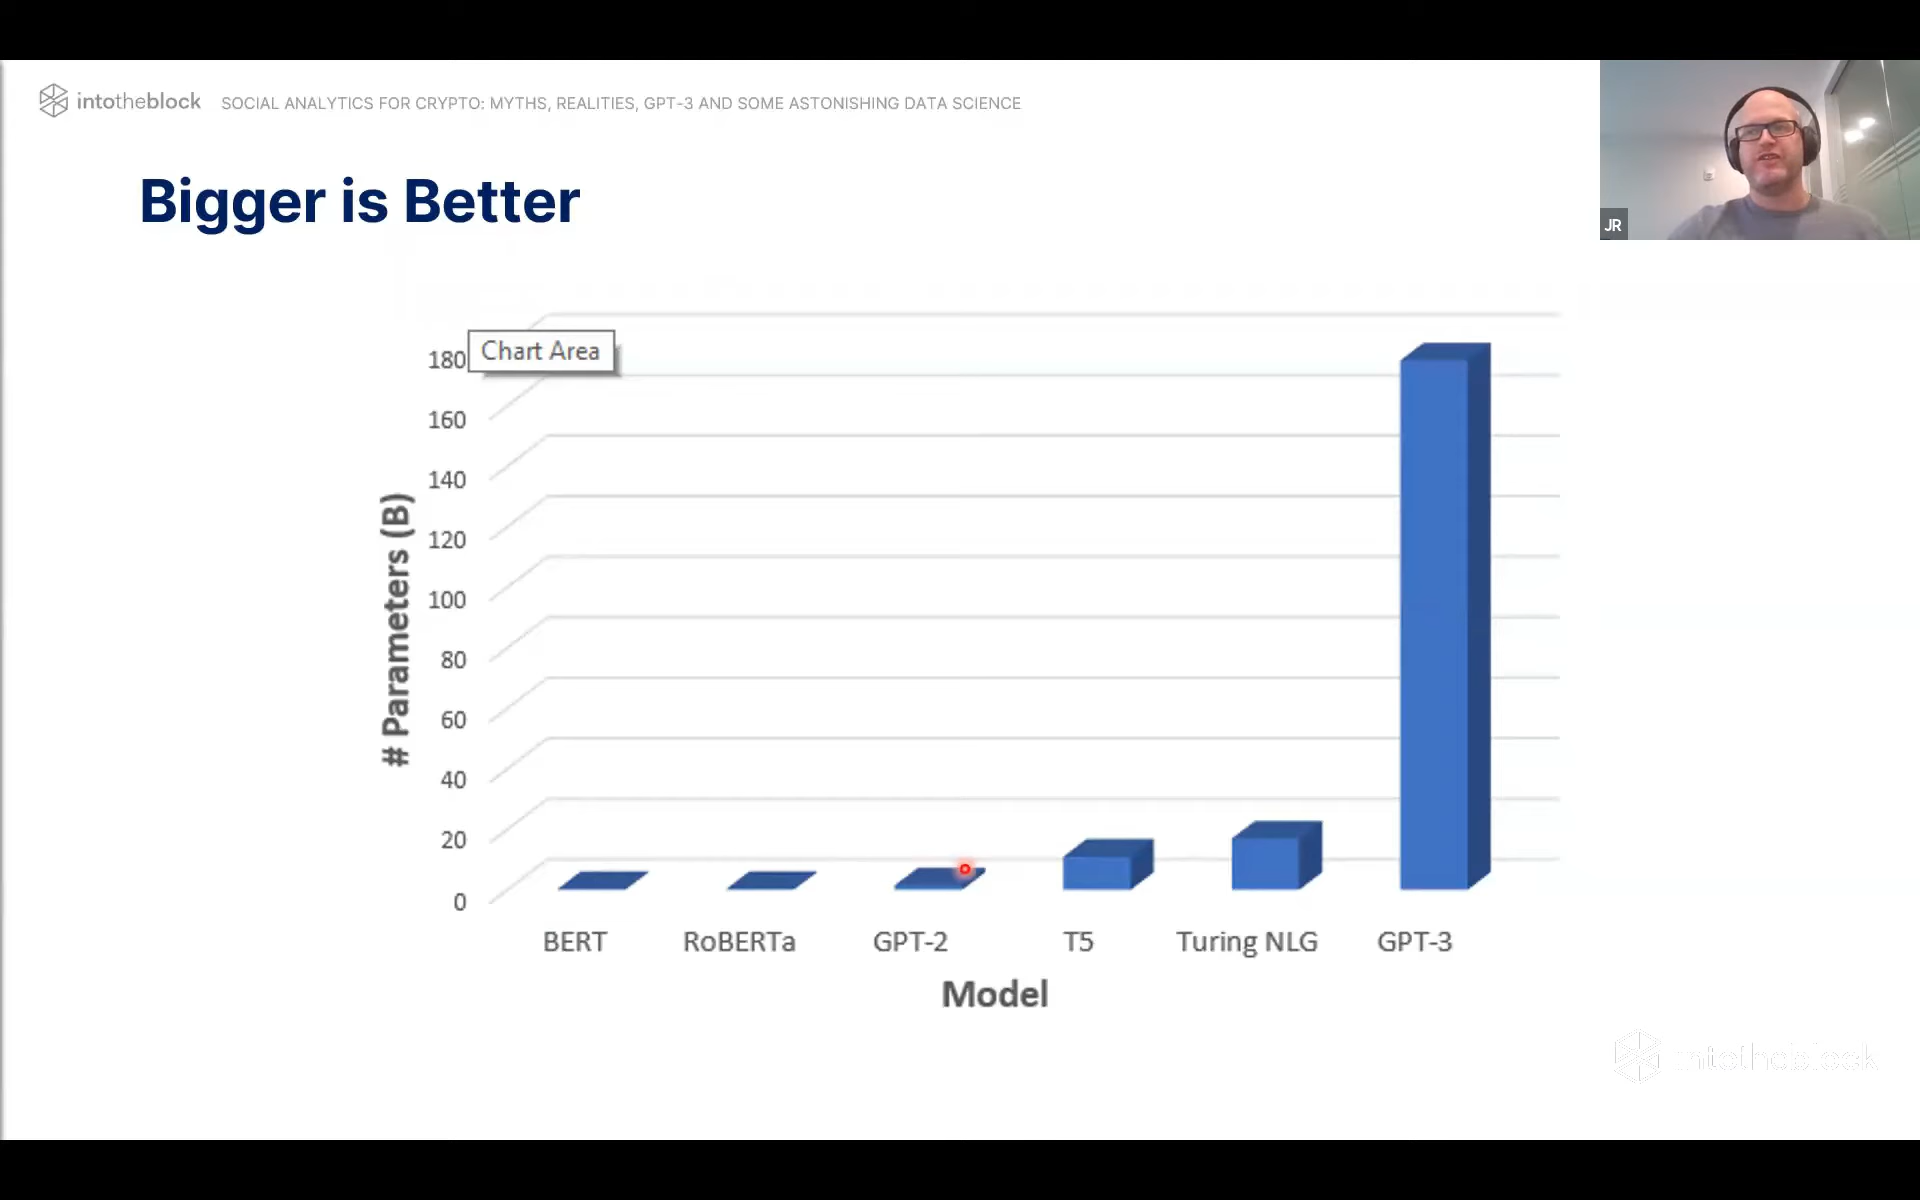 intotheblock SOCIAL ANALYTICS FOR CRYPTO: MYTHS, REALITIES, GPT-3 AND SOME ASTONISHING DATA SCIENCE
JR
Bigger is Better
Chart Area
180
160
140
120
100
80
60
40
20
0
# Parameters (B)
BERT RoBERTa GPT-2 T5 Turing NLG GPT-3
Model
intotheblock